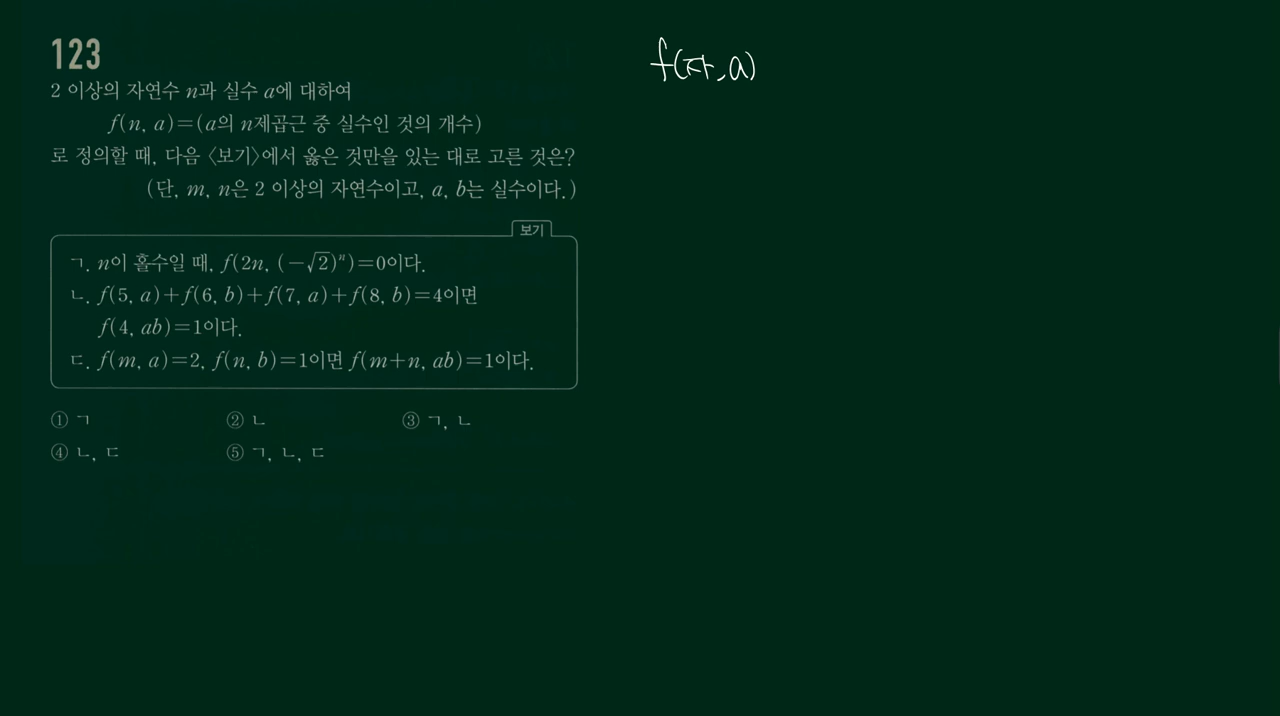 123
2 이상의 자연수 n과 실수 a에 대하여
f(n, a)=(a의 n제곱근 중 실수인 것의 개수)
로 정의할 때, 다음 〈보기〉에서 옳은 것만을 있는 대로 고른 것은?
(단, m, n은 2 이상의 자연수이고, a, b는 실수이다.)
보기
ㄱ. n이 홀수일 때, f(2n, (−√2)ⁿ)=0이다.
ㄴ. f(5, a)+f(6, b)+f(7, a)+f(8, b)=4이면
f(4, ab)=1이다.
ㄷ. f(m, a)=2, f(n, b)=1이면 f(m+n, ab)=1이다.
① ㄱ ② ㄴ ③ ㄱ, ㄴ
④ ㄴ, ㄷ ⑤ ㄱ, ㄴ, ㄷ
f(자, a)